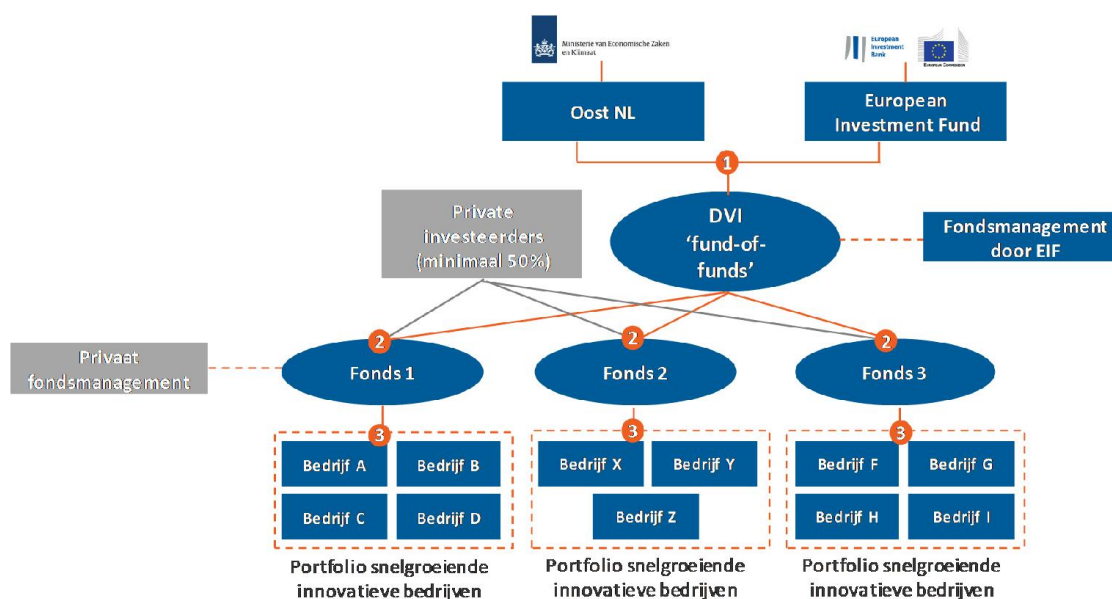 Ministerie van Economische Zaken
en Klimaat
European
Investment
Bank
European Commission
Oost NL
European
Investment Fund
1
Private
investeerders
(minimaal 50%)
DVI
‘fund-of-
funds’
Fondsmanagement
door EIF
2
2
2
Privaat
fondsmanagement
Fonds 1
Fonds 2
Fonds 3
3
3
3
Bedrijf A
Bedrijf B
Bedrijf X
Bedrijf Y
Bedrijf F
Bedrijf G
Bedrijf C
Bedrijf D
Bedrijf Z
Bedrijf H
Bedrijf I
Portfolio snelgroeiende
innovatieve bedrijven
Portfolio snelgroeiende
innovatieve bedrijven
Portfolio snelgroeiende
innovatieve bedrijven